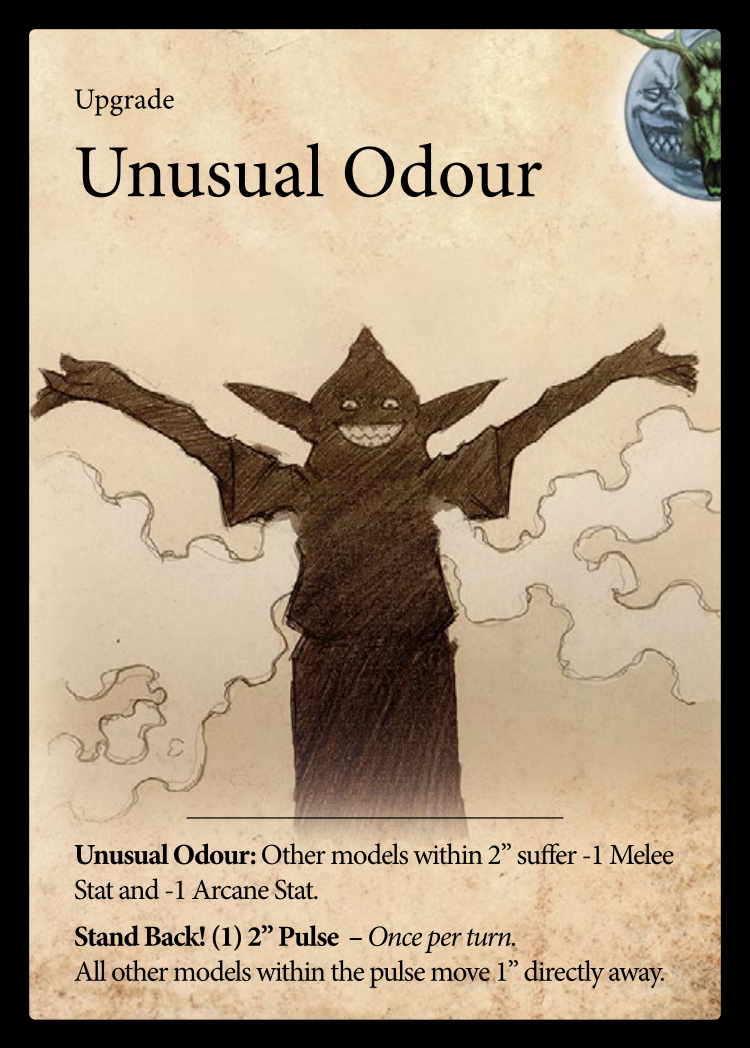 Upgrade
Unusual Odour
Unusual Odour: Other models within 2” suffer -1 Melee
Stat and -1 Arcane Stat.
Stand Back! (1) 2” Pulse – Once per turn.
All other models within the pulse move 1” directly away.